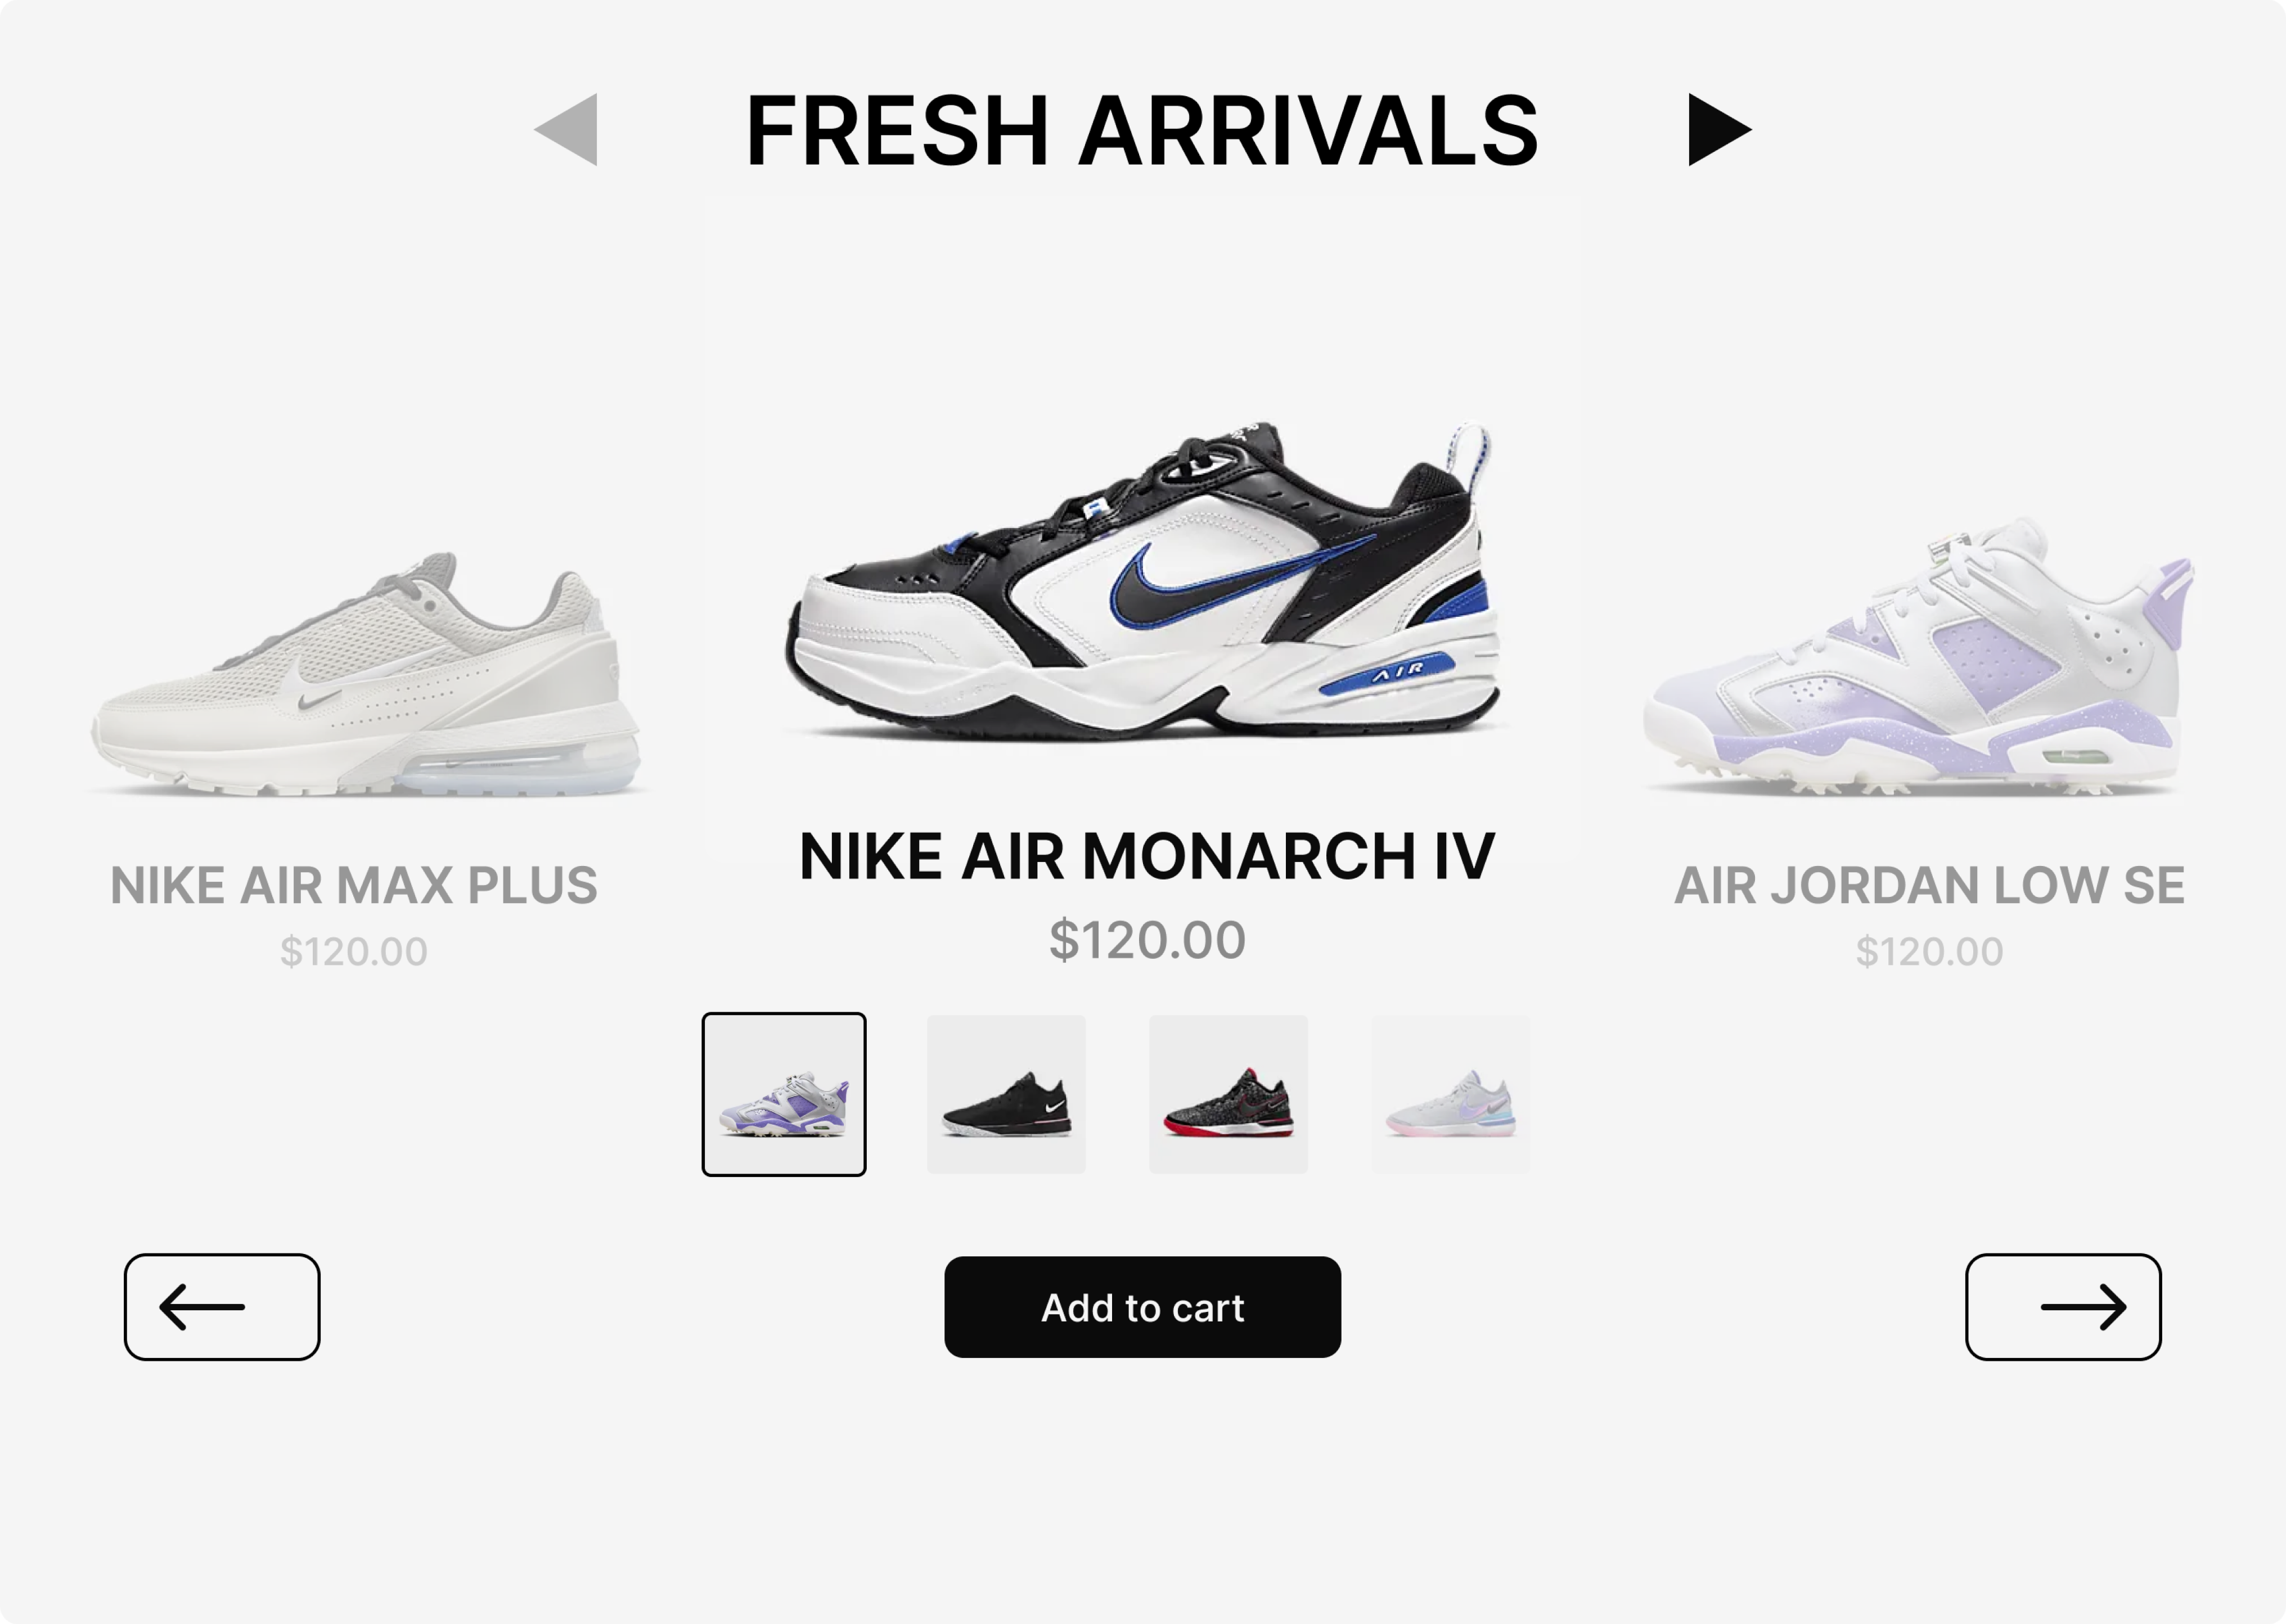 FRESH ARRIVALS
AIR
NIKE AIR MAX PLUS
$120.00
NIKE AIR MONARCH IV
$120.00
AIR JORDAN LOW SE
$120.00
Add to cart